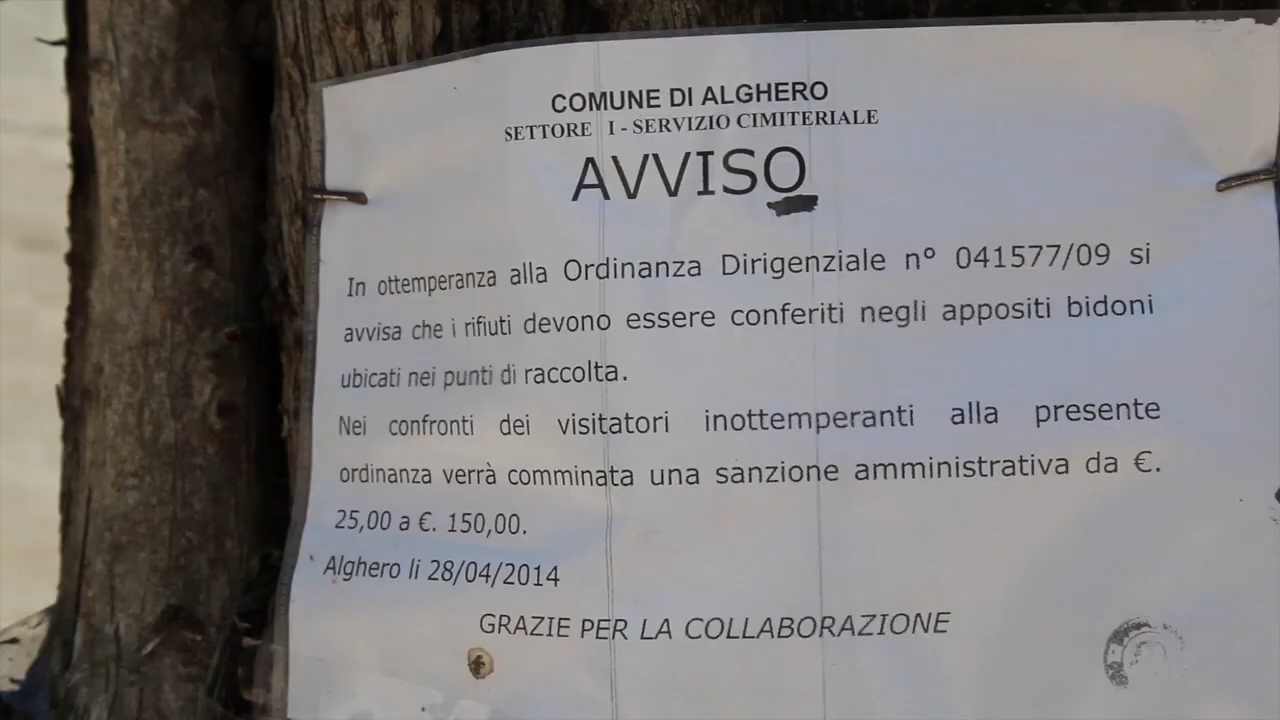 COMUNE DI ALGHERO
SETTORE I - SERVIZIO CIMITERIALE
AVVISO
In ottemperanza alla Ordinanza Dirigenziale n° 041577/09 si
avvisa che i rifiuti devono essere conferiti negli appositi bidoni
ubicati nei punti di raccolta.
Nei confronti dei visitatori inottemperanti alla presente
ordinanza verrà comminata una sanzione amministrativa da €.
25,00 a €. 150,00.
Alghero li 28/04/2014
GRAZIE PER LA COLLABORAZIONE